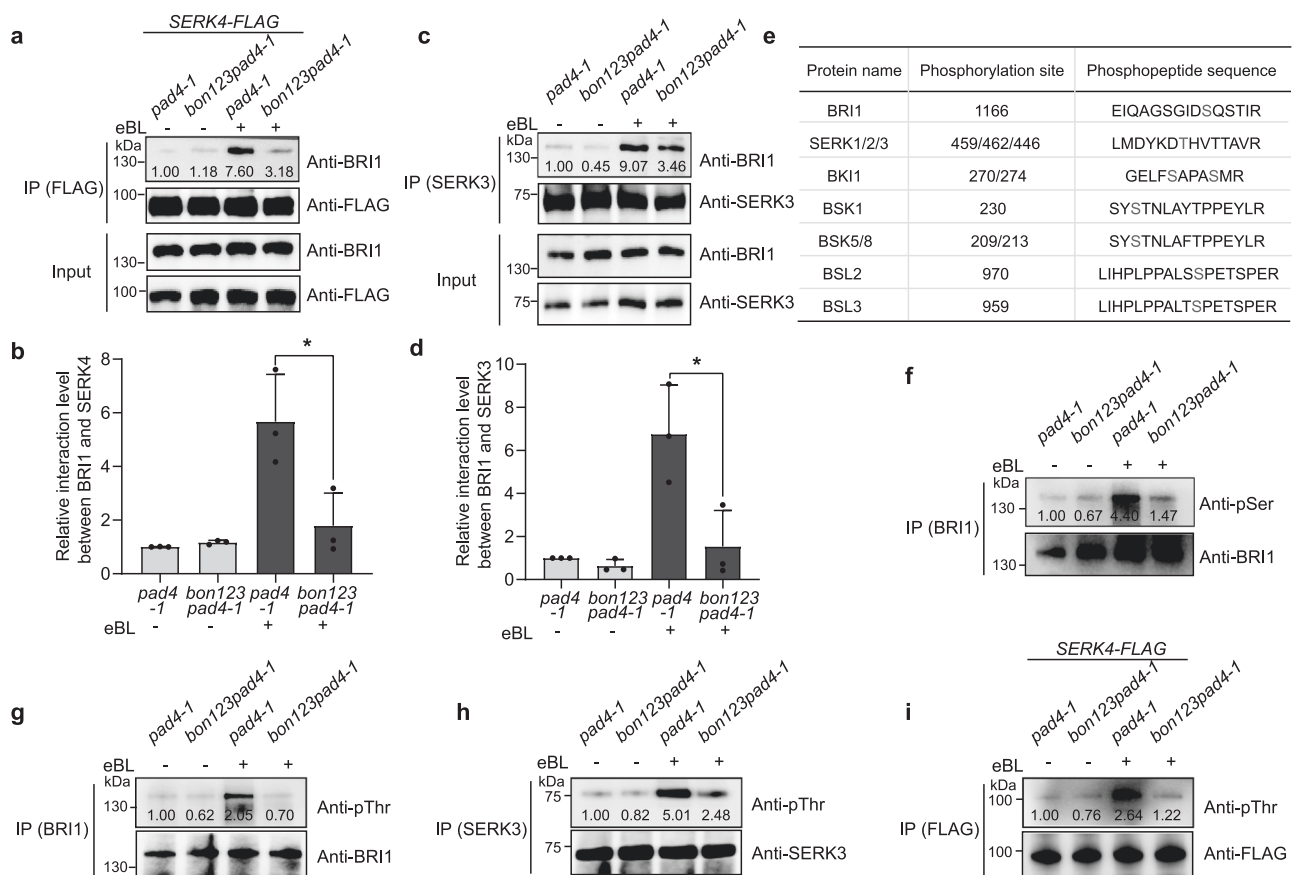 a
SERK4-FLAG
pad4-1
bon123pad4-1
pad4-1
bon123pad4-1
eBL - - + +
kDa
130
1.00 1.18 7.60 3.18
Anti-BRI1
IP (FLAG)
100
Anti-FLAG
Input
130
Anti-BRI1
100
Anti-FLAG
c
pad4-1
bon123pad4-1
pad4-1
bon123pad4-1
eBL - - + +
kDa
130
1.00 0.45 9.07 3.46
Anti-BRI1
IP (SERK3)
75
Anti-SERK3
Input
130
Anti-BRI1
75
Anti-SERK3
e
Protein name Phosphorylation site Phosphopeptide sequence
BRI1 1166 EIQAGSGIDSQSTIR
SERK1/2/3 459/462/446 LMDYKDTHVTTAVR
BKI1 270/274 GELFSAPASMR
BSK1 230 SYSTNLAYTPPEYLR
BSK5/8 209/213 SYSTNLAFTPPEYLR
BSL2 970 LIHPLPPALSSPETSPER
BSL3 959 LIHPLPPALTSPETSPER
b
Relative interaction level
between BRI1 and SERK4
8
6
4
2
0
*
pad4 bon123 pad4 bon123
-1 pad4-1 -1 pad4-1
eBL - - + +
d
Relative interaction level
between BRI1 and SERK3
10
8
6
4
2
0
*
pad4 bon123 pad4 bon123
-1 pad4-1 -1 pad4-1
eBL - - + +
f
pad4-1
bon123pad4-1
pad4-1
bon123pad4-1
eBL - - + +
kDa
130
1.00 0.67 4.40 1.47
Anti-pSer
IP (BRI1)
130
Anti-BRI1
g
pad4-1
bon123pad4-1
pad4-1
bon123pad4-1
eBL - - + +
kDa
130
1.00 0.62 2.05 0.70
Anti-pThr
IP (BRI1)
130
Anti-BRI1
h
pad4-1
bon123pad4-1
pad4-1
bon123pad4-1
eBL - - + +
kDa
75
1.00 0.82 5.01 2.48
Anti-pThr
IP (SERK3)
75
Anti-SERK3
i
SERK4-FLAG
pad4-1
bon123pad4-1
pad4-1
bon123pad4-1
eBL - - + +
kDa
100
1.00 0.76 2.64 1.22
Anti-pThr
IP (FLAG)
100
Anti-FLAG